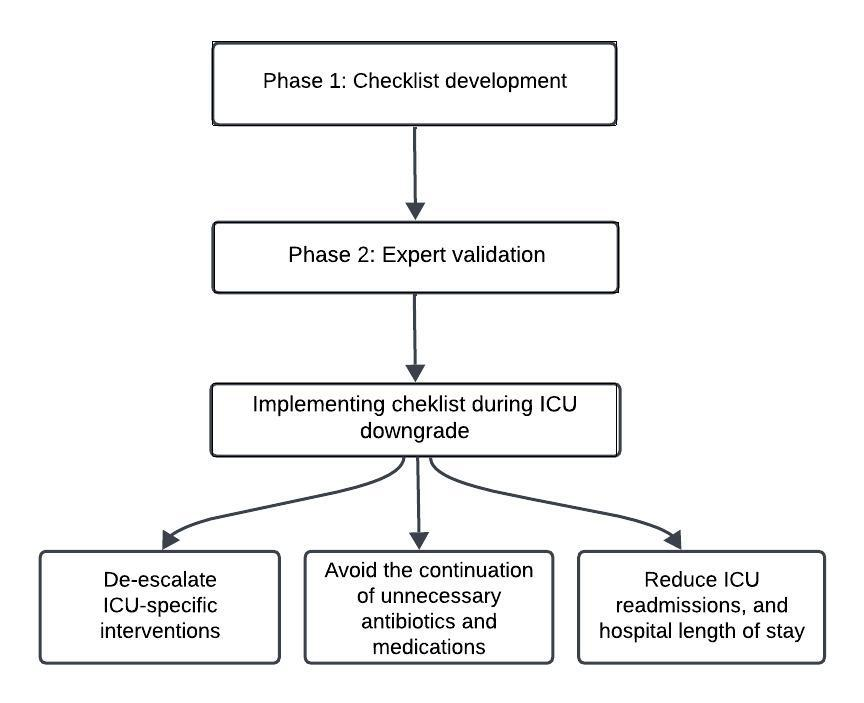 Phase 1: Checklist development
Phase 2: Expert validation
Implementing cheklist during ICU
downgrade
De-escalate
ICU-specific
interventions
Avoid the continuation
of unnecessary
antibiotics and
medications
Reduce ICU
readmissions, and
hospital length of stay